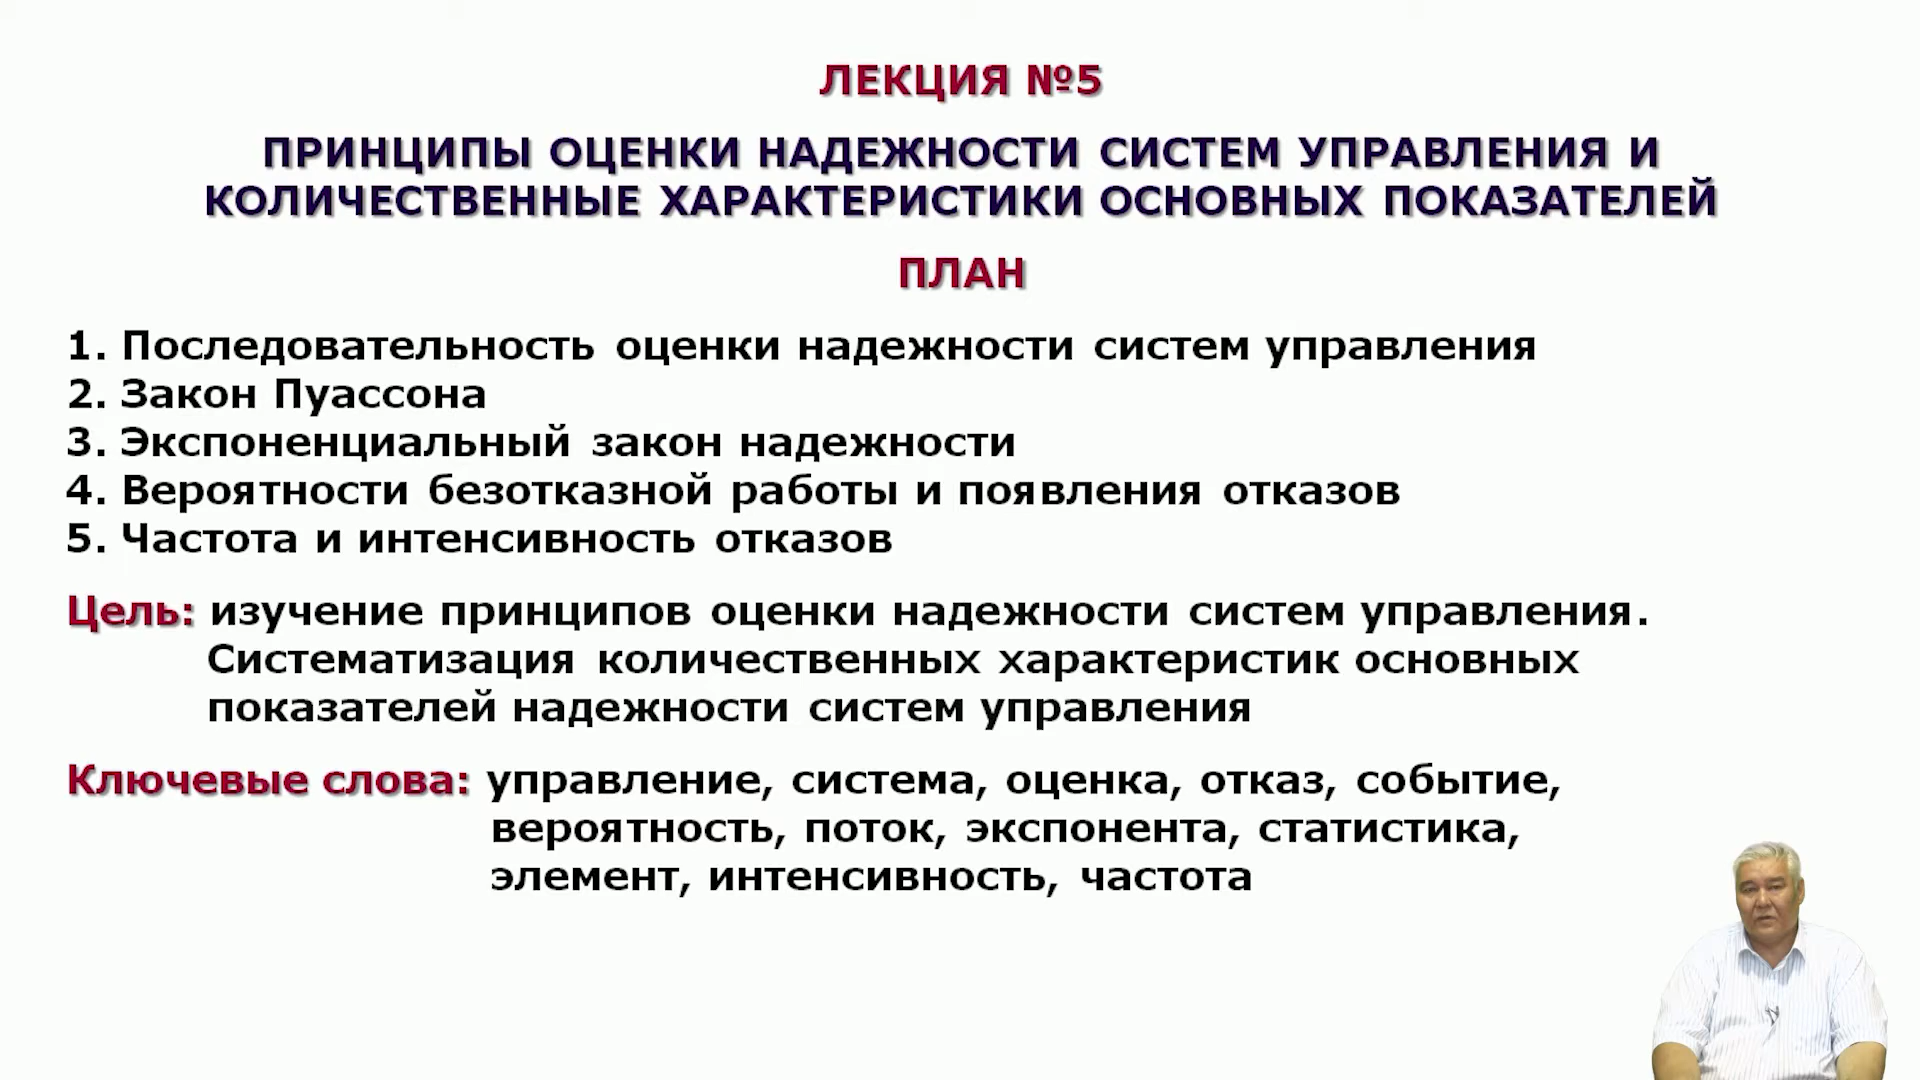 ЛЕКЦИЯ №5
ПРИНЦИПЫ ОЦЕНКИ НАДЕЖНОСТИ СИСТЕМ УПРАВЛЕНИЯ И
КОЛИЧЕСТВЕННЫЕ ХАРАКТЕРИСТИКИ ОСНОВНЫХ ПОКАЗАТЕЛЕЙ
ПЛАН
1. Последовательность оценки надежности систем управления
2. Закон Пуассона
3. Экспоненциальный закон надежности
4. Вероятности безотказной работы и появления отказов
5. Частота и интенсивность отказов
Цель: изучение принципов оценки надежности систем управления.
Систематизация количественных характеристик основных
показателей надежности систем управления
Ключевые слова: управление, система, оценка, отказ, событие,
вероятность, поток, экспонента, статистика,
элемент, интенсивность, частота